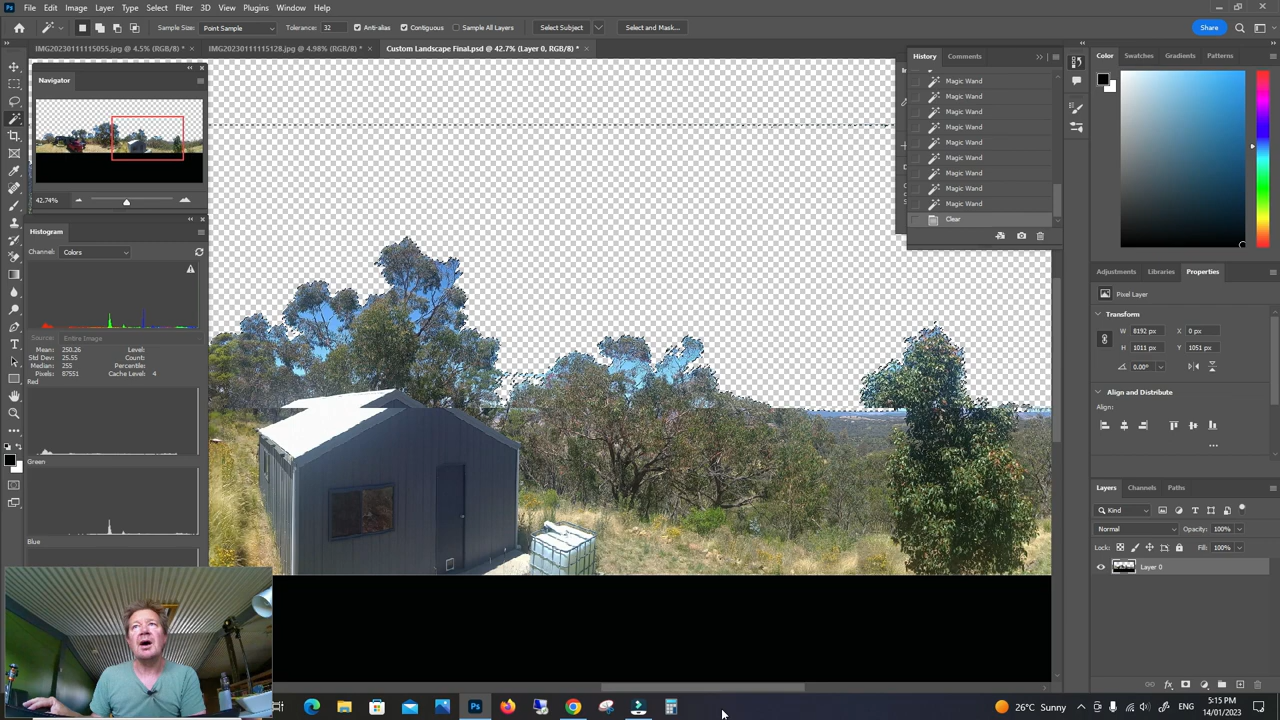 File Edit Image Layer Type Select Filter 3D View Plugins Window Help
Sample Size: Point Sample Tolerance: 32 Anti-alias Contiguous Sample All Layers Select Subject Select and Mask... Share
IMG20230111115055.jpg @ 4.5% (RGB/8) * × IMG20230111115128.jpg @ 4.98% (RGB/8) * × Custom Landscape Final.psd @ 42.7% (Layer 0, RGB/8) * ×
Navigator
42.74%
Histogram
Channel: Colors
Source: Entire Image
Mean: 250.26 Level:
Std Dev: 25.55 Count:
Median: 255 Percentile:
Pixels: 87551 Cache Level: 4
Red
Green
Blue
History Comments
Magic Wand
Magic Wand
Magic Wand
Magic Wand
Magic Wand
Magic Wand
Magic Wand
Magic Wand
Magic Wand
Clear
Color Swatches Gradients Patterns
Adjustments Libraries Properties
Pixel Layer
Transform
W 8192 px X 0 px
H 1011 px Y 1051 px
0.00°
Align and Distribute
Align:
Layers Channels Paths
Kind
Normal Opacity: 100%
Lock: Fill: 100%
Layer 0
26°C Sunny ENG 5:15 PM
14/01/2023